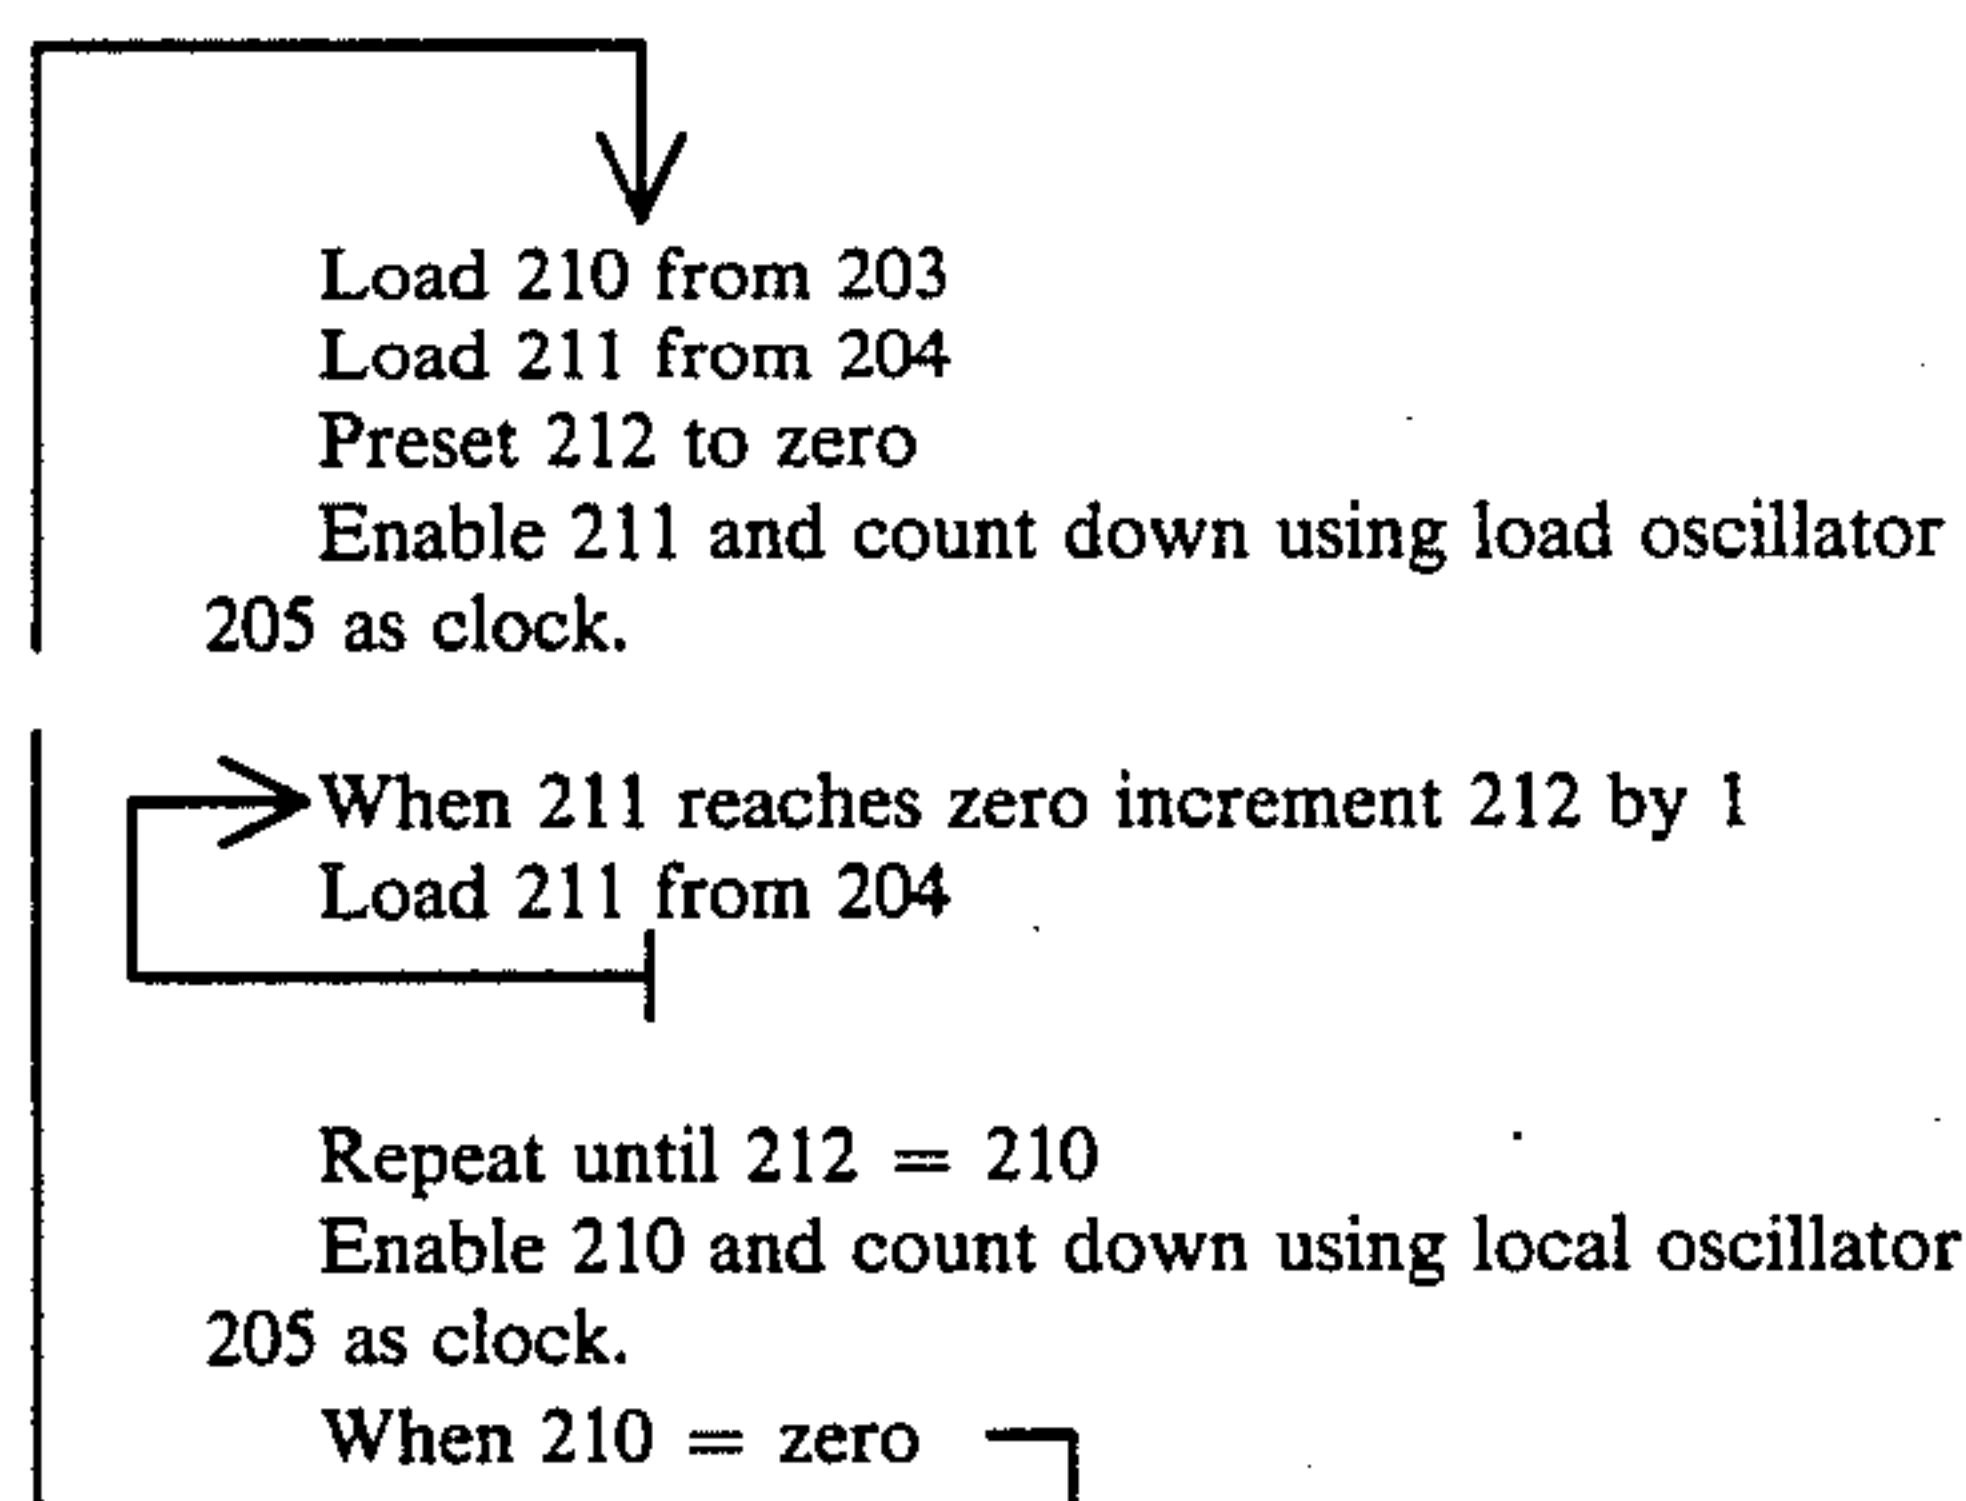 Load 210 from 203
Load 211 from 204
Preset 212 to zero
Enable 211 and count down using load oscillator
205 as clock.
When 211 reaches zero increment 212 by 1
Load 211 from 204
Repeat until 212 = 210
Enable 210 and count down using local oscillator
205 as clock.
When 210 = zero